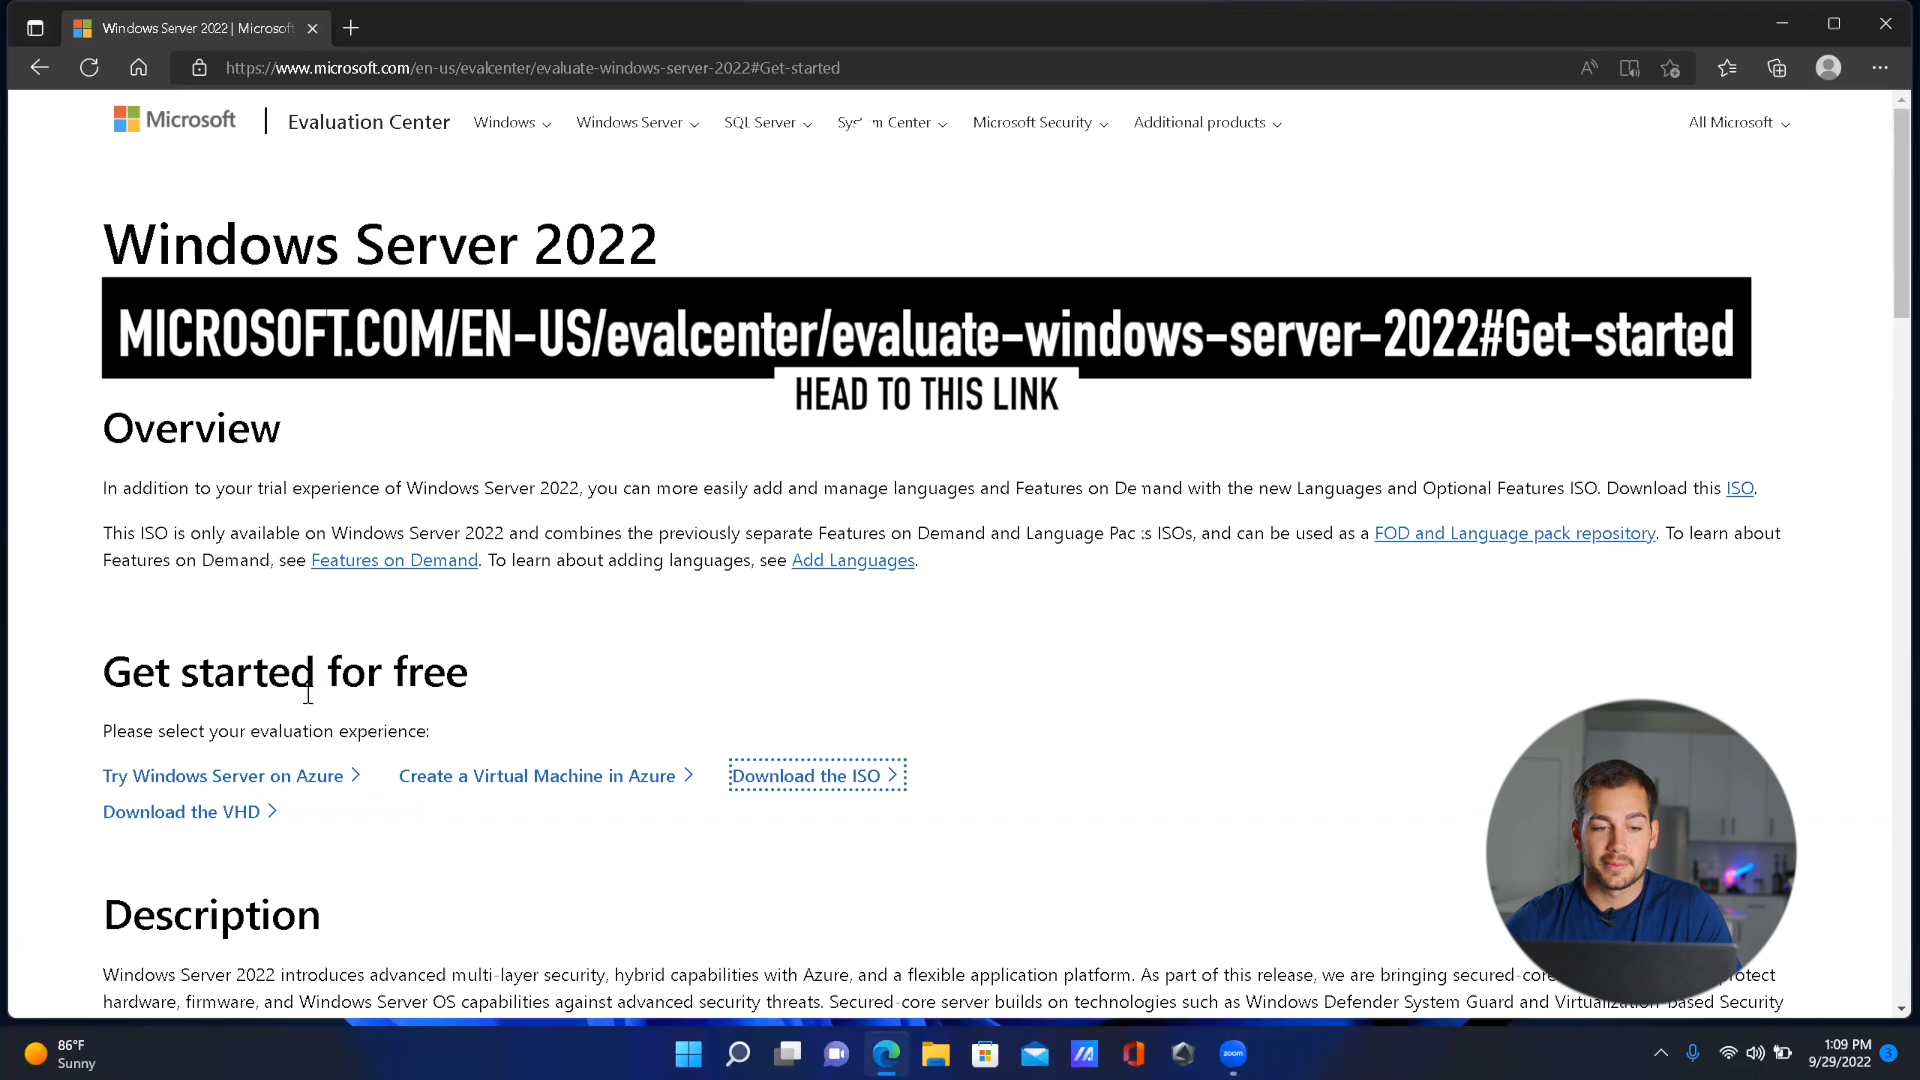 Windows Server 2022 | Microsoft
https://www.microsoft.com/en-us/evalcenter/evaluate-windows-server-2022#Get-started
Microsoft
Evaluation Center
Windows
Windows Server
SQL Server
System Center
Microsoft Security
Additional products
All Microsoft
Windows Server 2022
MICROSOFT.COM/EN-US/evalcenter/evaluate-windows-server-2022#Get-started
HEAD TO THIS LINK
Overview
In addition to your trial experience of Windows Server 2022, you can more easily add and manage languages and Features on Demand with the new Languages and Optional Features ISO. Download this ISO.
This ISO is only available on Windows Server 2022 and combines the previously separate Features on Demand and Language Packs ISOs, and can be used as a FOD and Language pack repository. To learn about
Features on Demand, see Features on Demand. To learn about adding languages, see Add Languages.
Get started for free
Please select your evaluation experience:
Try Windows Server on Azure
Create a Virtual Machine in Azure
Download the ISO
Download the VHD
Description
Windows Server 2022 introduces advanced multi-layer security, hybrid capabilities with Azure, and a flexible application platform. As part of this release, we are bringing secured-core
hardware, firmware, and Windows Server OS capabilities against advanced security threats. Secured-core server builds on technologies such as Windows Defender System Guard and Virtualization-based Security
86°F
Sunny
zoom
1:09 PM
9/29/2022
3